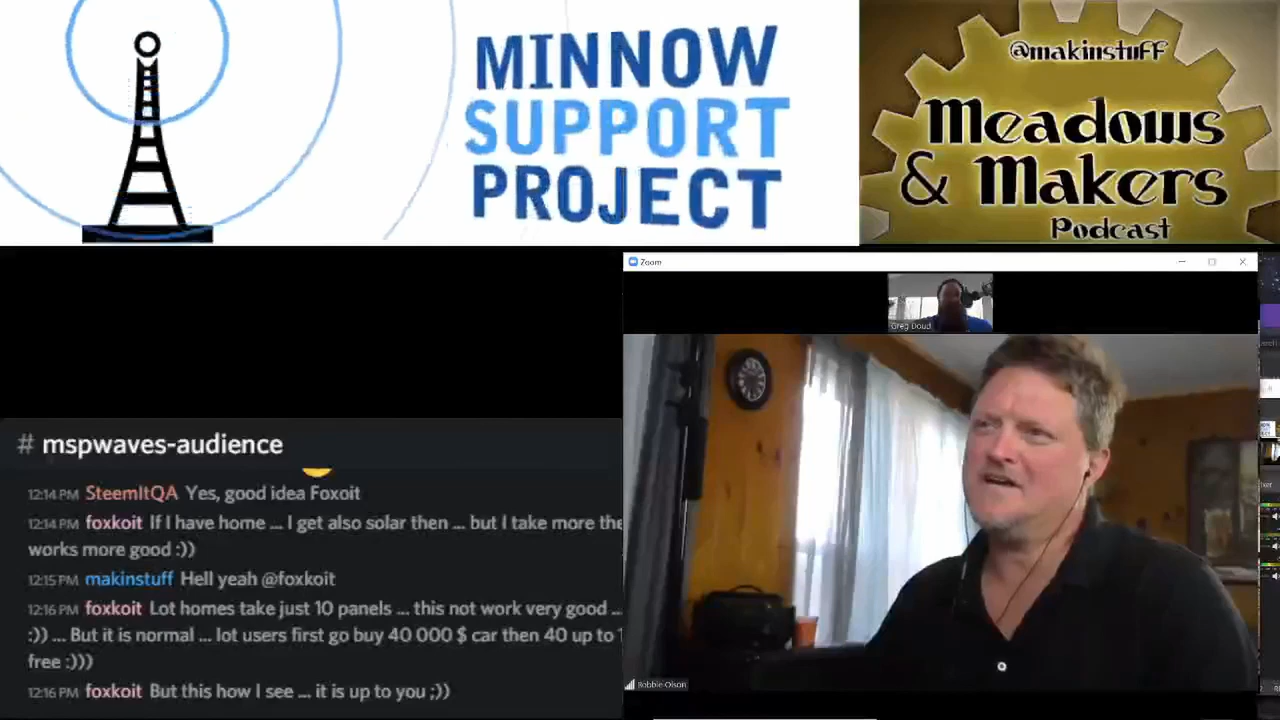 MINNOW
SUPPORT
PROJECT
@makinstuff
Meadows
& Makers
Podcast
Zoom
Greg Doud
# mspwaves-audience
12:14 PM SteemItQA Yes, good idea Foxoit
12:14 PM foxkoit If I have home ... I get also solar then ... but I take more the
works more good :))
12:15 PM makinstuff Hell yeah @foxkoit
12:16 PM foxkoit Lot homes take just 10 panels ... this not work very good ...
:)) ... But it is normal ... lot users first go buy 40 000 $ car then 40 up to
free :)))
12:16 PM foxkoit But this how I see ... it is up to you ;))
Robbie Olson